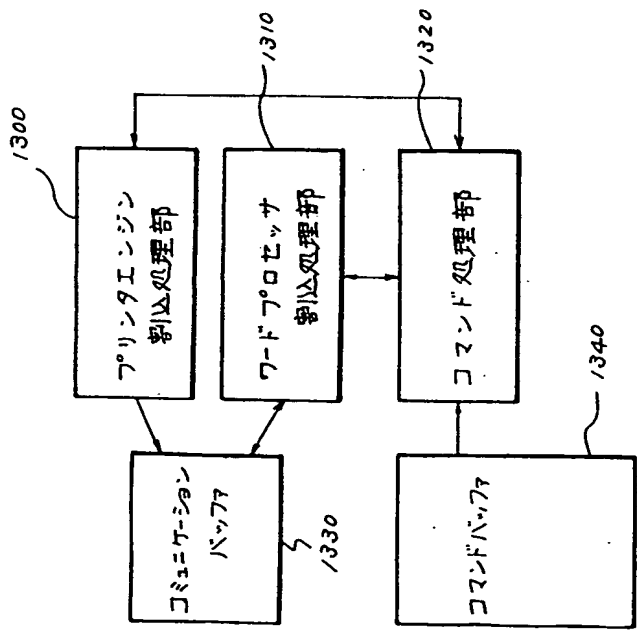 1300
プリンタエンジン
割込処理部
1310
ワードプロセッサ
割込処理部
1320
コマンド処理部
コミュニケーション
バッファ
1330
コマンドバッファ
1340